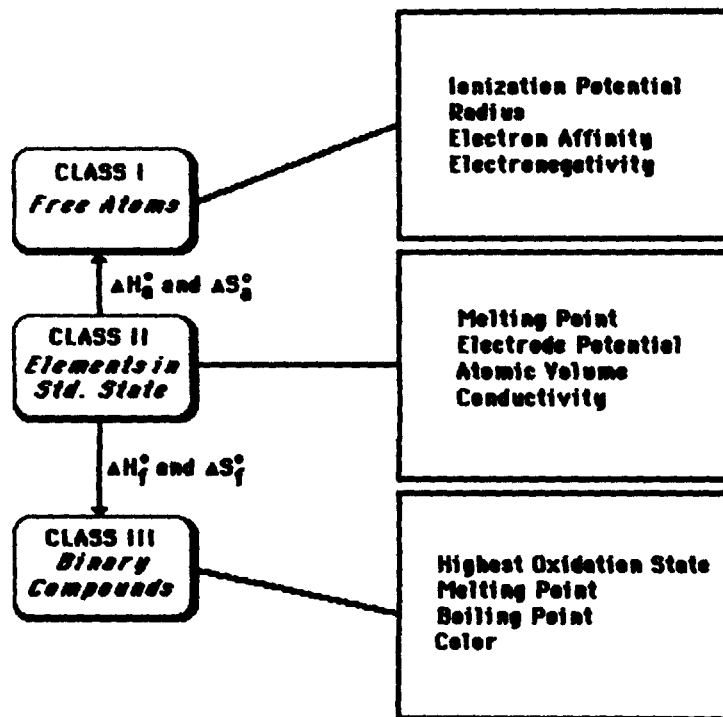 Ionization Potential
Radius
Electron Affinity
Electronegativity
CLASS I
Free Atoms
ΔH°a and ΔS°a
CLASS II
Elements in
Std. State
Melting Point
Electrode Potential
Atomic Volume
Conductivity
ΔH°f and ΔS°f
CLASS III
Binary
Compounds
Highest Oxidation State
Melting Point
Boiling Point
Color